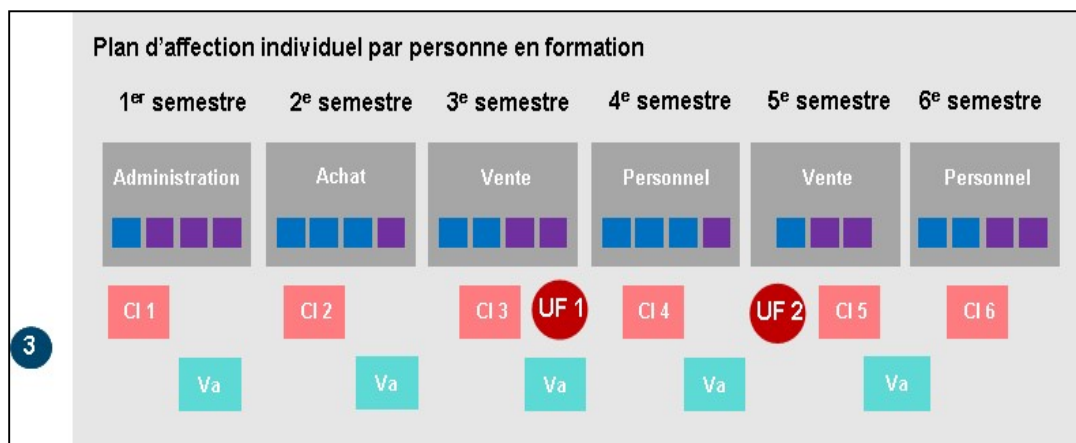 Plan d'affection individuel par personne en formation
1er semestre 2e semestre 3e semestre 4e semestre 5e semestre 6e semestre
Administration Achat Vente Personnel Vente Personnel
CI 1 CI 2 CI 3 UF 1 CI 4 UF 2 CI 5 CI 6
3
Va Va Va Va Va